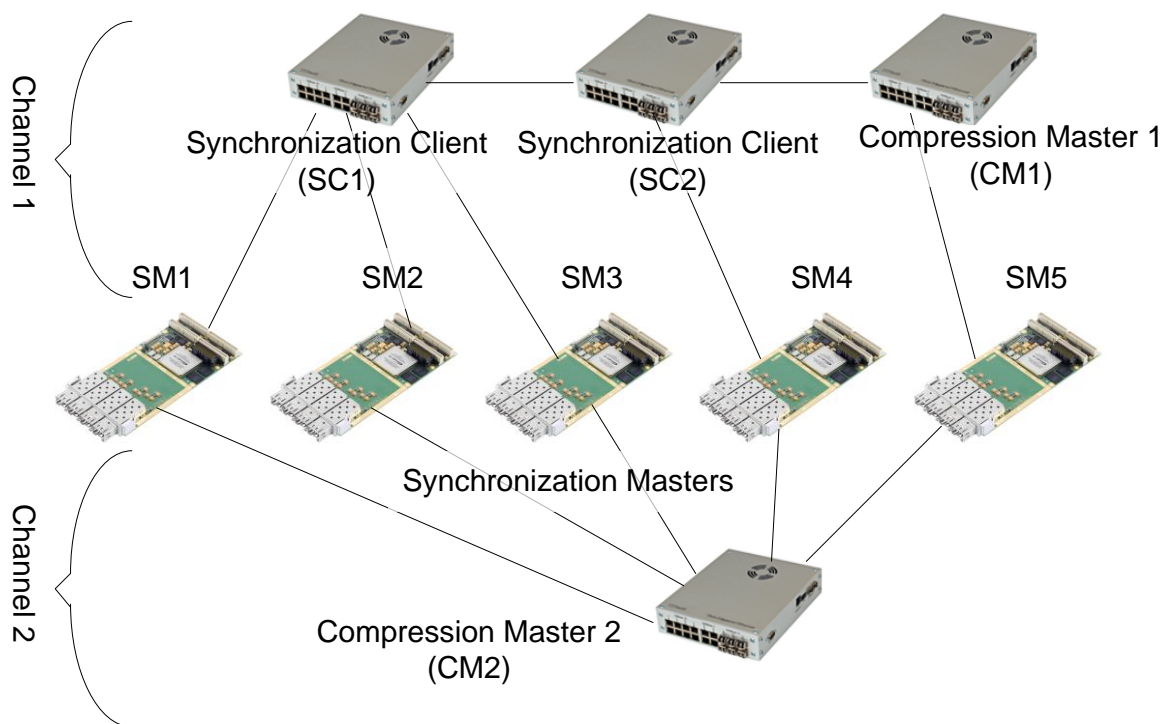 Channel 1
Synchronization Client
(SC1)
Synchronization Client
(SC2)
Compression Master 1
(CM1)
SM1
SM2
SM3
SM4
SM5
Synchronization Masters
Channel 2
Compression Master 2
(CM2)